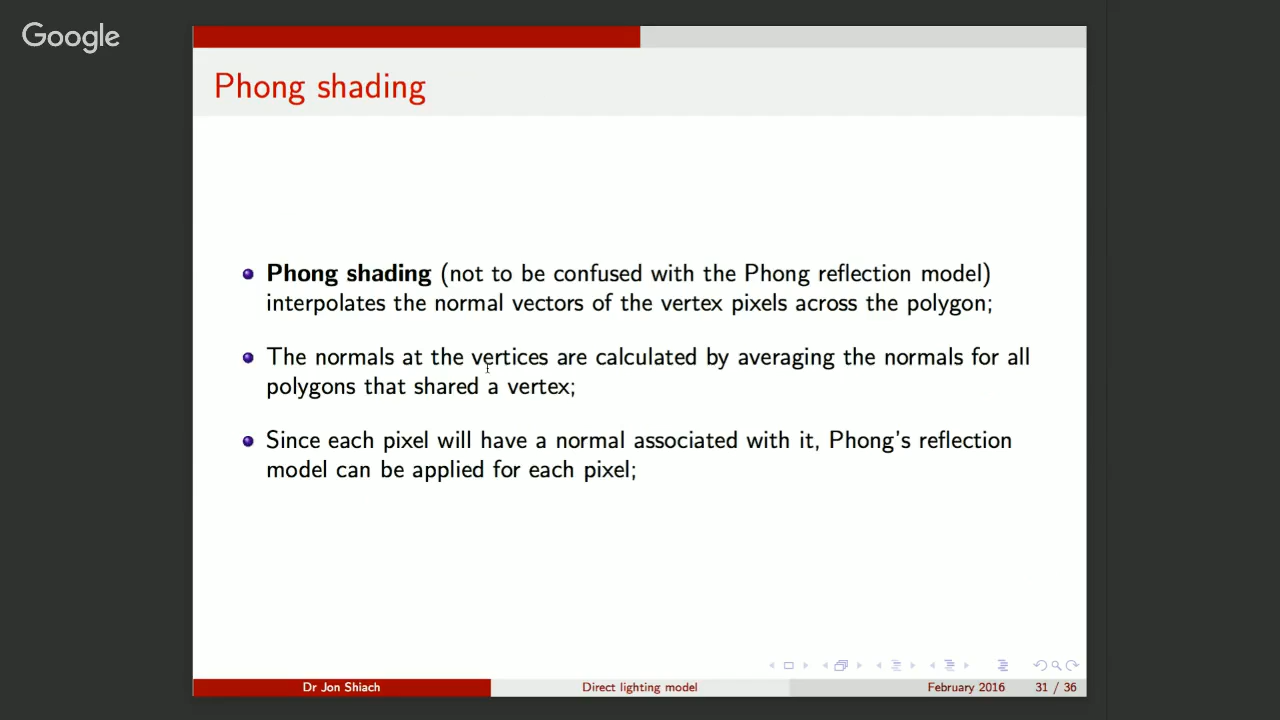 Google
Phong shading
Phong shading (not to be confused with the Phong reflection model)
interpolates the normal vectors of the vertex pixels across the polygon;
The normals at the vertices are calculated by averaging the normals for all
polygons that shared a vertex;
Since each pixel will have a normal associated with it, Phong's reflection
model can be applied for each pixel;
Dr Jon Shiach
Direct lighting model
February 2016
31 / 36